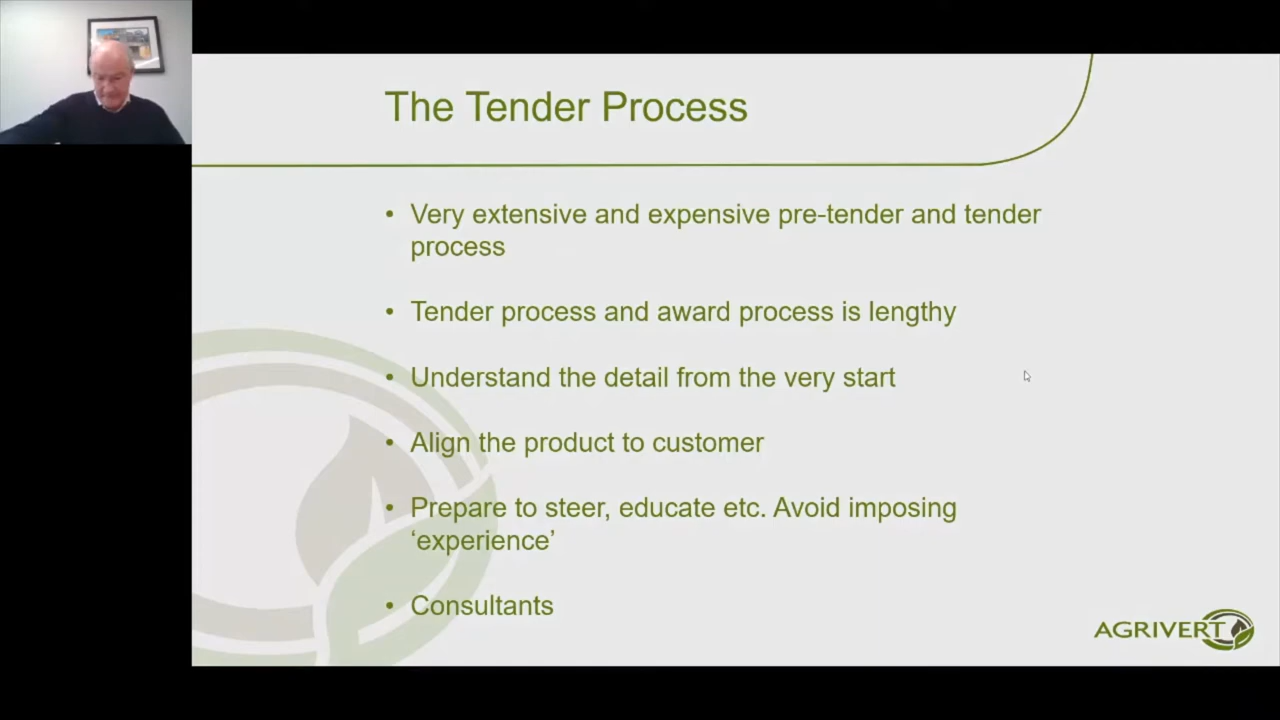 The Tender Process
• Very extensive and expensive pre-tender and tender
process
• Tender process and award process is lengthy
• Understand the detail from the very start
• Align the product to customer
• Prepare to steer, educate etc. Avoid imposing
‘experience’
• Consultants
AGRIVERT